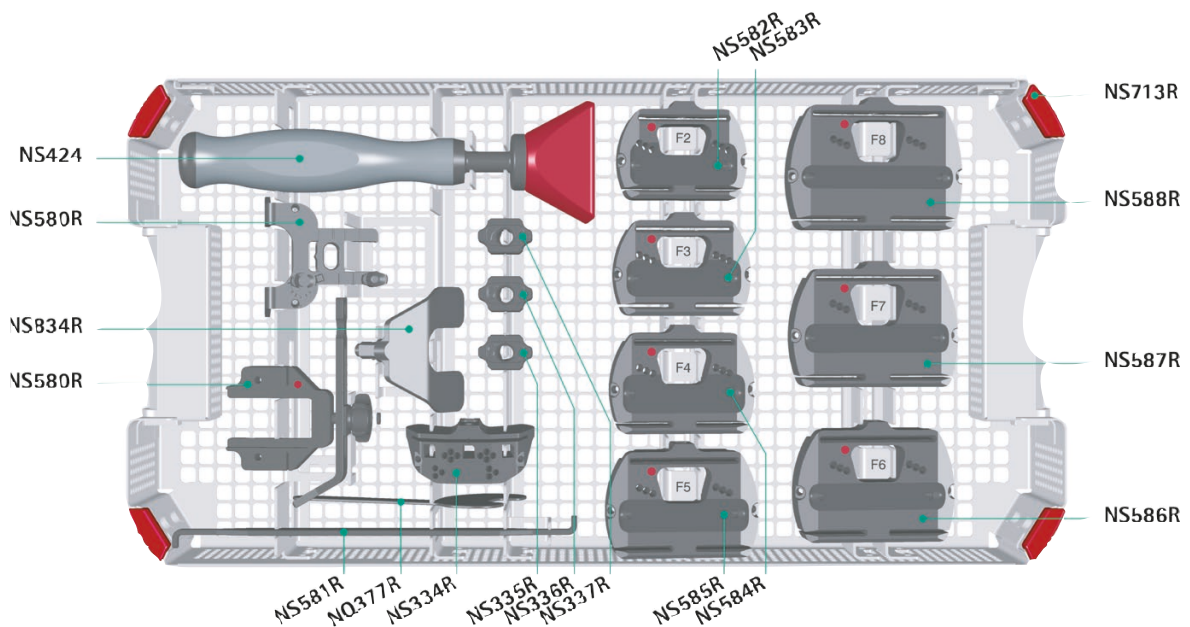 NS582R
NS583R
NS713R
NS424
NS580R
NS834R
NS580R
F2
F8
F3
F7
F4
F6
F5
NS588R
NS587R
NS586R
NS581R
NQ377R
NS334R
NS335R
NS336R
NS337R
NS585R
NS584R